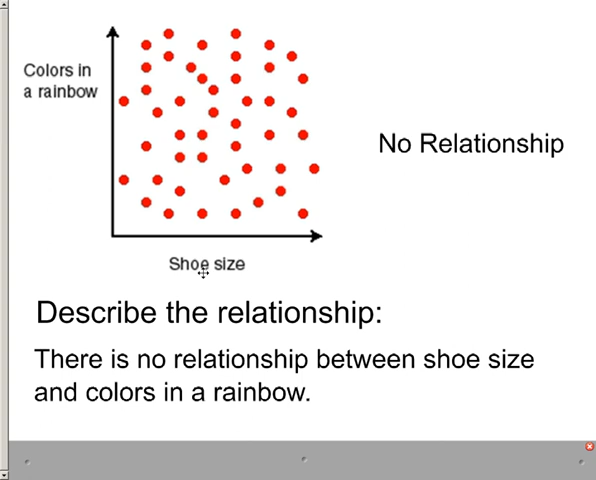 Colors in
a rainbow
No Relationship
Shoe size
Describe the relationship:
There is no relationship between shoe size
and colors in a rainbow.